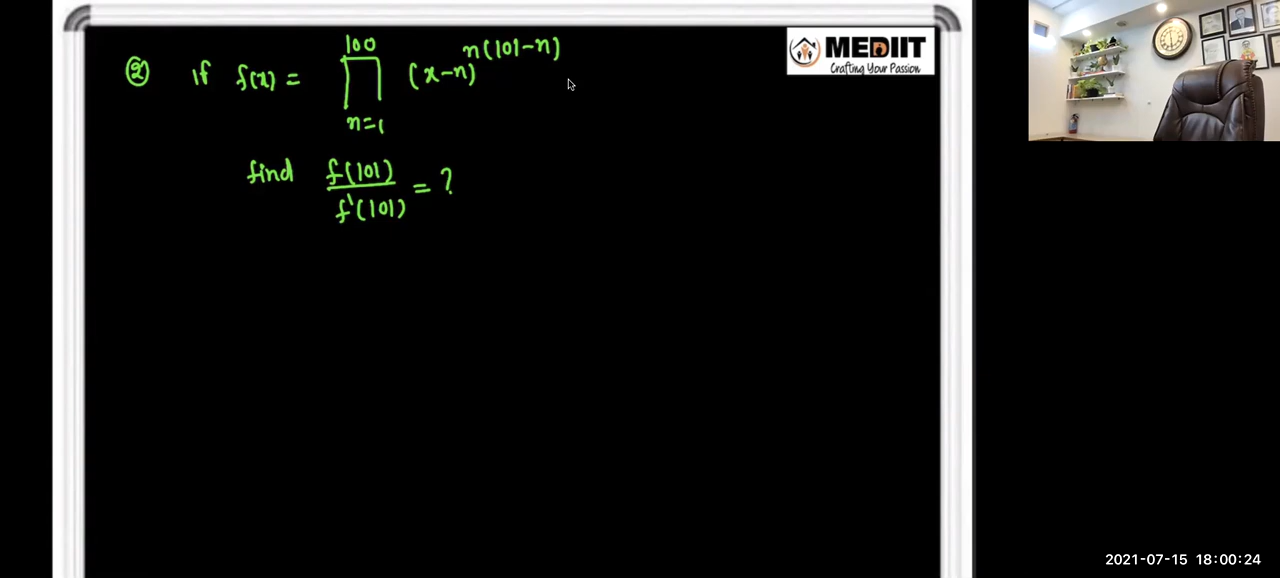 ② If f(x) = ∏_{n=1}^{100} (x-n)^{n(101-n)}
find f(101)/f'(101) = ?
MEDIIT
Crafting Your Passion
2021-07-15 18:00:24